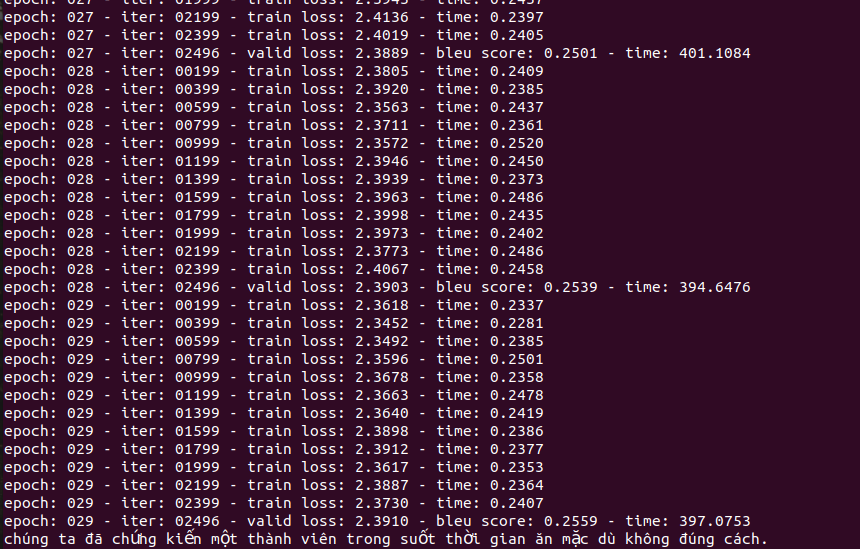 epoch: 027 - iter: 01999 - train loss: 2.3943 - time: 0.2437
epoch: 027 - iter: 02199 - train loss: 2.4136 - time: 0.2397
epoch: 027 - iter: 02399 - train loss: 2.4019 - time: 0.2405
epoch: 027 - iter: 02496 - valid loss: 2.3889 - bleu score: 0.2501 - time: 401.1084
epoch: 028 - iter: 00199 - train loss: 2.3805 - time: 0.2409
epoch: 028 - iter: 00399 - train loss: 2.3920 - time: 0.2385
epoch: 028 - iter: 00599 - train loss: 2.3563 - time: 0.2437
epoch: 028 - iter: 00799 - train loss: 2.3711 - time: 0.2361
epoch: 028 - iter: 00999 - train loss: 2.3572 - time: 0.2520
epoch: 028 - iter: 01199 - train loss: 2.3946 - time: 0.2450
epoch: 028 - iter: 01399 - train loss: 2.3939 - time: 0.2373
epoch: 028 - iter: 01599 - train loss: 2.3963 - time: 0.2486
epoch: 028 - iter: 01799 - train loss: 2.3998 - time: 0.2435
epoch: 028 - iter: 01999 - train loss: 2.3973 - time: 0.2402
epoch: 028 - iter: 02199 - train loss: 2.3773 - time: 0.2486
epoch: 028 - iter: 02399 - train loss: 2.4067 - time: 0.2458
epoch: 028 - iter: 02496 - valid loss: 2.3903 - bleu score: 0.2539 - time: 394.6476
epoch: 029 - iter: 00199 - train loss: 2.3618 - time: 0.2337
epoch: 029 - iter: 00399 - train loss: 2.3452 - time: 0.2281
epoch: 029 - iter: 00599 - train loss: 2.3492 - time: 0.2385
epoch: 029 - iter: 00799 - train loss: 2.3596 - time: 0.2501
epoch: 029 - iter: 00999 - train loss: 2.3678 - time: 0.2358
epoch: 029 - iter: 01199 - train loss: 2.3663 - time: 0.2478
epoch: 029 - iter: 01399 - train loss: 2.3640 - time: 0.2419
epoch: 029 - iter: 01599 - train loss: 2.3898 - time: 0.2386
epoch: 029 - iter: 01799 - train loss: 2.3912 - time: 0.2377
epoch: 029 - iter: 01999 - train loss: 2.3617 - time: 0.2353
epoch: 029 - iter: 02199 - train loss: 2.3887 - time: 0.2364
epoch: 029 - iter: 02399 - train loss: 2.3730 - time: 0.2407
epoch: 029 - iter: 02496 - valid loss: 2.3910 - bleu score: 0.2559 - time: 397.0753
chúng ta đã chứng kiến một thành viên trong suốt thời gian ăn mặc dù không đúng cách.